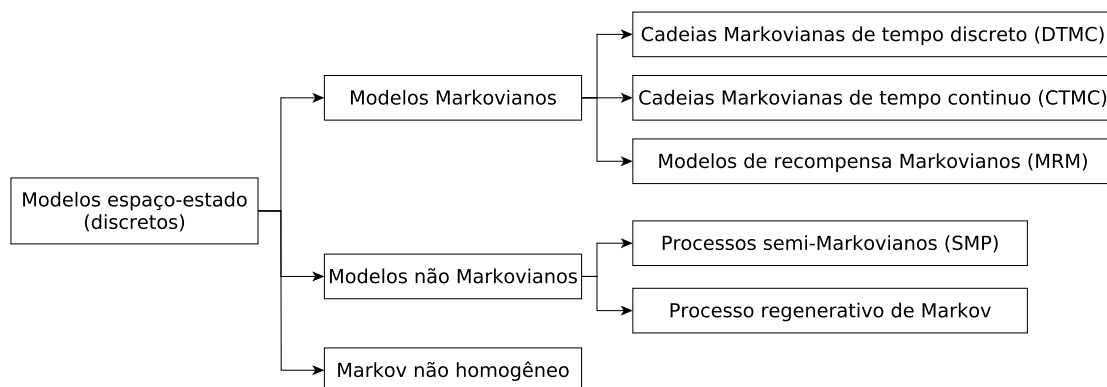 Cadeias Markovianas de tempo discreto (DTMC)
Modelos Markovianos
Cadeias Markovianas de tempo continuo (CTMC)
Modelos de recompensa Markovianos (MRM)
Modelos espaço-estado
(discretos)
Processos semi-Markovianos (SMP)
Modelos não Markovianos
Processo regenerativo de Markov
Markov não homogêneo